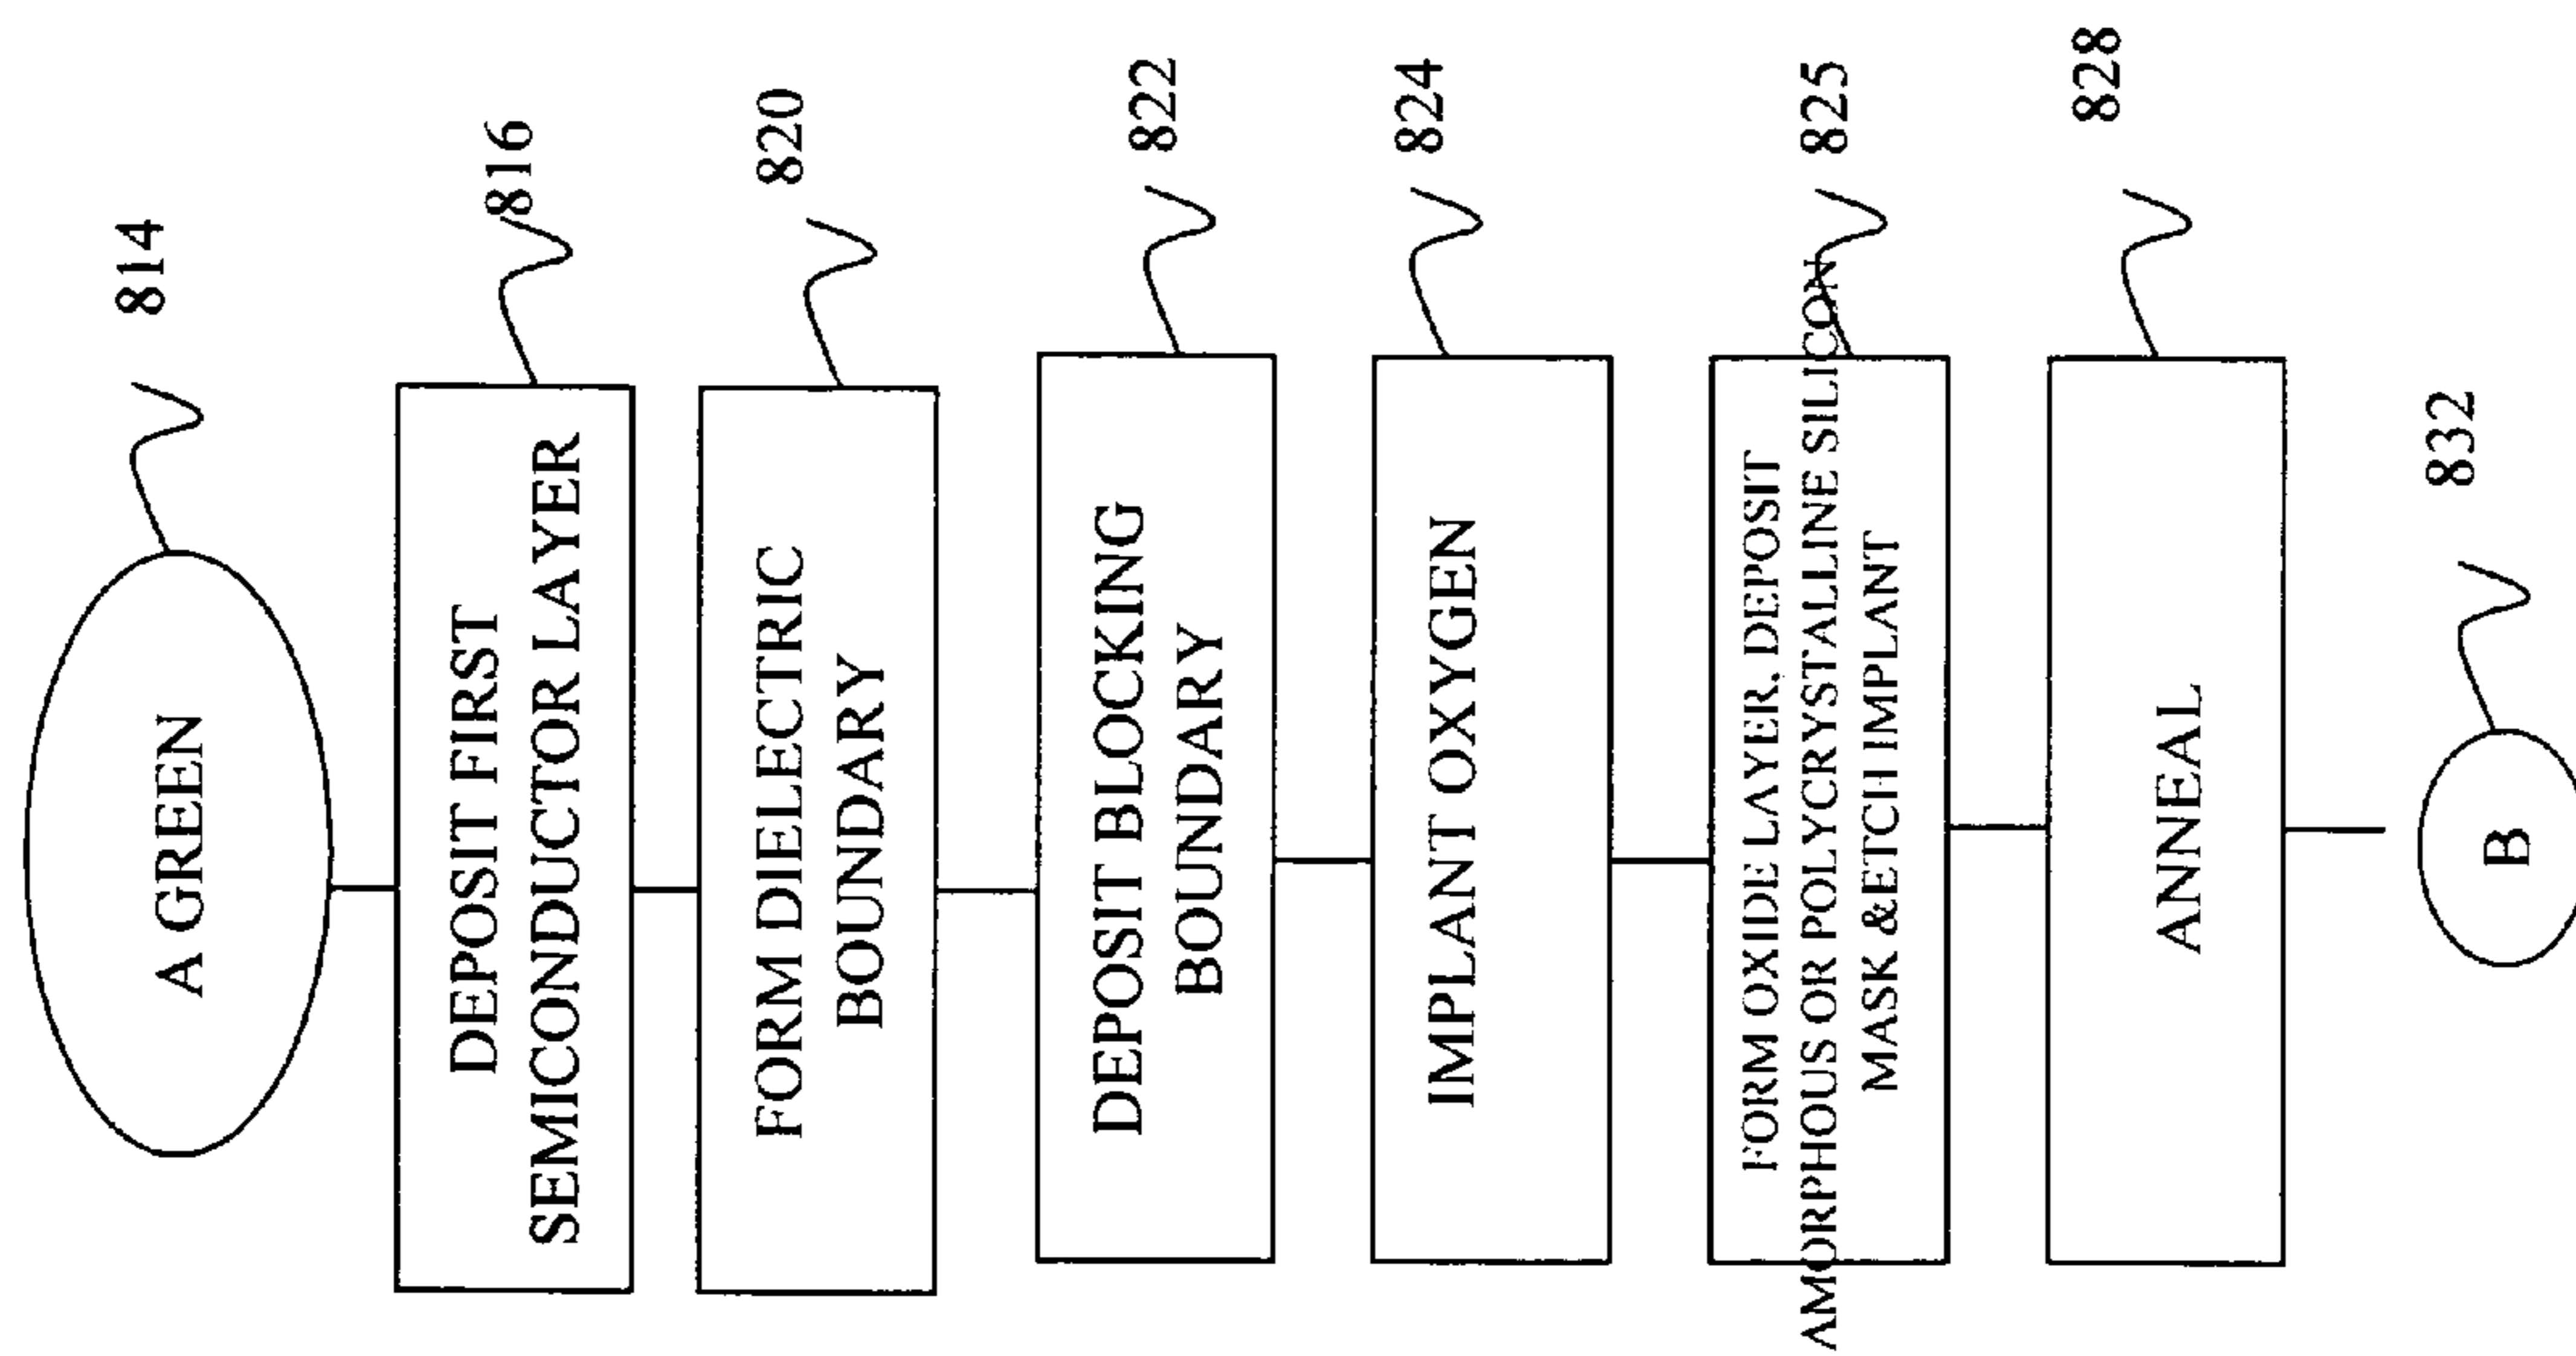 A GREEN
814
DEPOSIT FIRST
SEMICONDUCTOR LAYER
816
FORM DIELECTRIC
BOUNDARY
820
DEPOSIT BLOCKING
BOUNDARY
822
IMPLANT OXYGEN
824
FORM OXIDE LAYER, DEPOSIT
AMORPHOUS OR POLYCRYSTALLINE SILICON
MASK &ETCH IMPLANT
825
ANNEAL
828
B
832